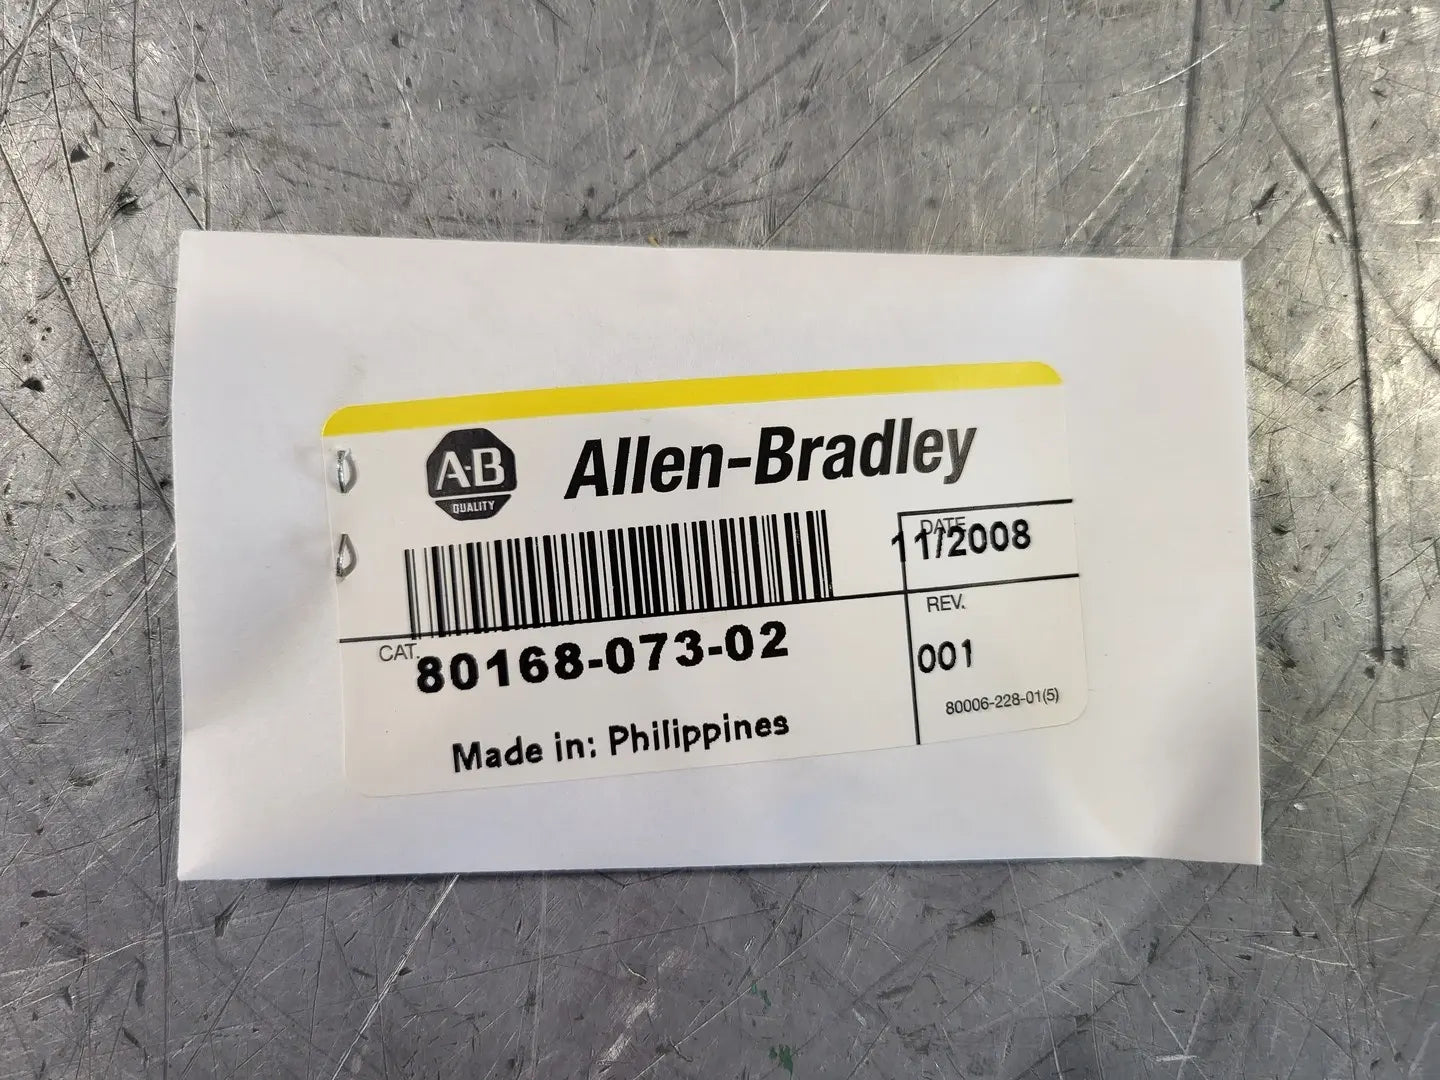 A-B
QUALITY
Allen-Bradley
DATE
11/2008
CAT.
80168-073-02
REV.
001
80006-228-01(5)
Made in: Philippines